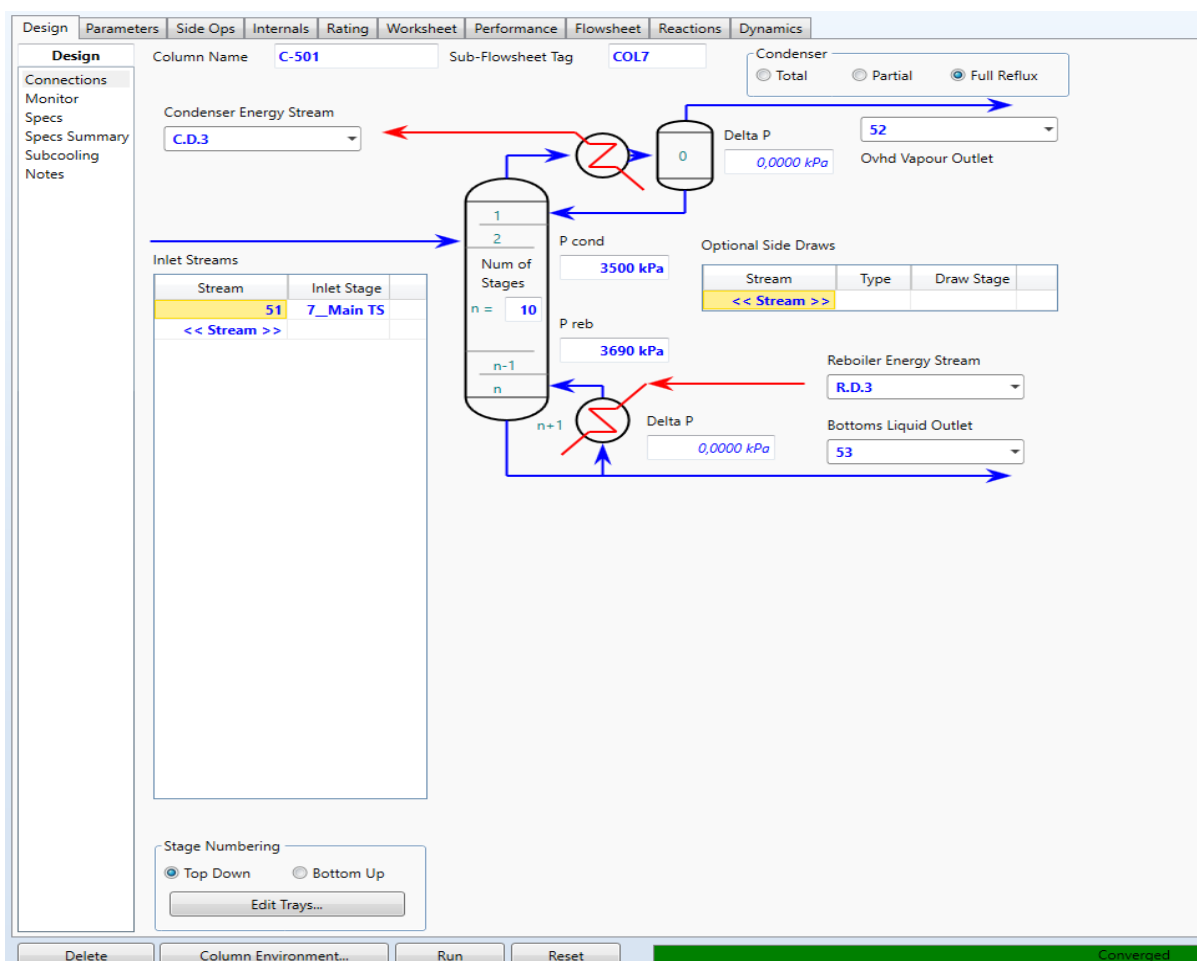 Design Parameters Side Ops Internals Rating Worksheet Performance Flowsheet Reactions Dynamics
Design
Connections
Monitor
Specs
Specs Summary
Subcooling
Notes
Column Name C-501 Sub-Flowsheet Tag COL7
Condenser
Total Partial Full Reflux
Condenser Energy Stream
C.D.3
0
Delta P
0,0000 kPa
52
Ovhd Vapour Outlet
1
2
Num of
Stages
n = 10
n-1
n
n+1
P cond
3500 kPa
P reb
3690 kPa
Optional Side Draws
Stream Type Draw Stage
<< Stream >>
Inlet Streams
Stream Inlet Stage
51 7__Main TS
<< Stream >>
Reboiler Energy Stream
R.D.3
Delta P
0,0000 kPa
Bottoms Liquid Outlet
53
Stage Numbering
Top Down Bottom Up
Edit Trays...
Delete Column Environment... Run Reset Converged